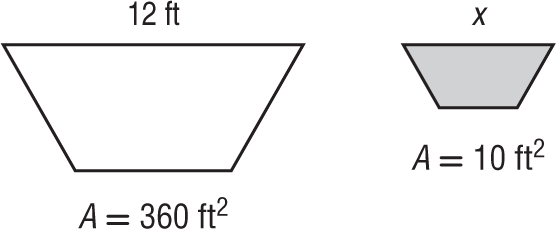 12 ft
x
A = 360 ft²
A = 10 ft²